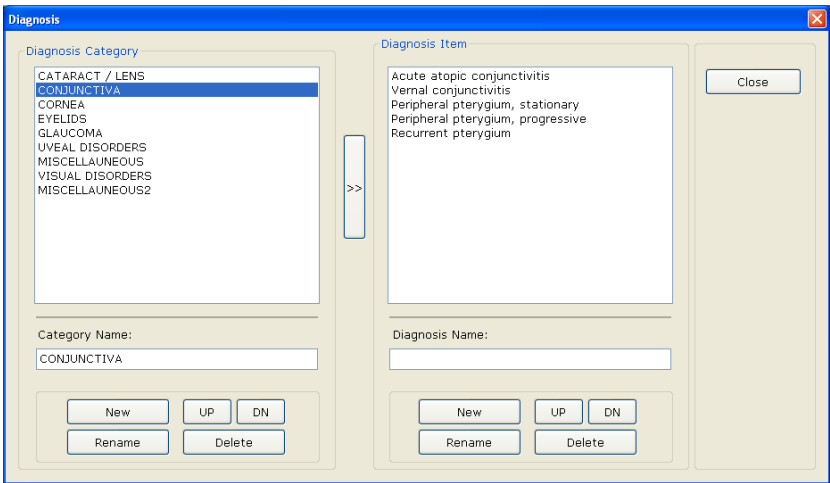 Diagnosis
Diagnosis Category
CATARACT / LENS
CONJUNCTIVA
CORNEA
EYELIDS
GLAUCOMA
UVEAL DISORDERS
MISCELLAUNEOUS
VISUAL DISORDERS
MISCELLAUNEOUS2
Category Name:
CONJUNCTIVA
New UP DN
Rename Delete
>>
Diagnosis Item
Acute atopic conjunctivitis
Vernal conjunctivitis
Peripheral pterygium, stationary
Peripheral pterygium, progressive
Recurrent pterygium
Diagnosis Name:
New UP DN
Rename Delete
Close